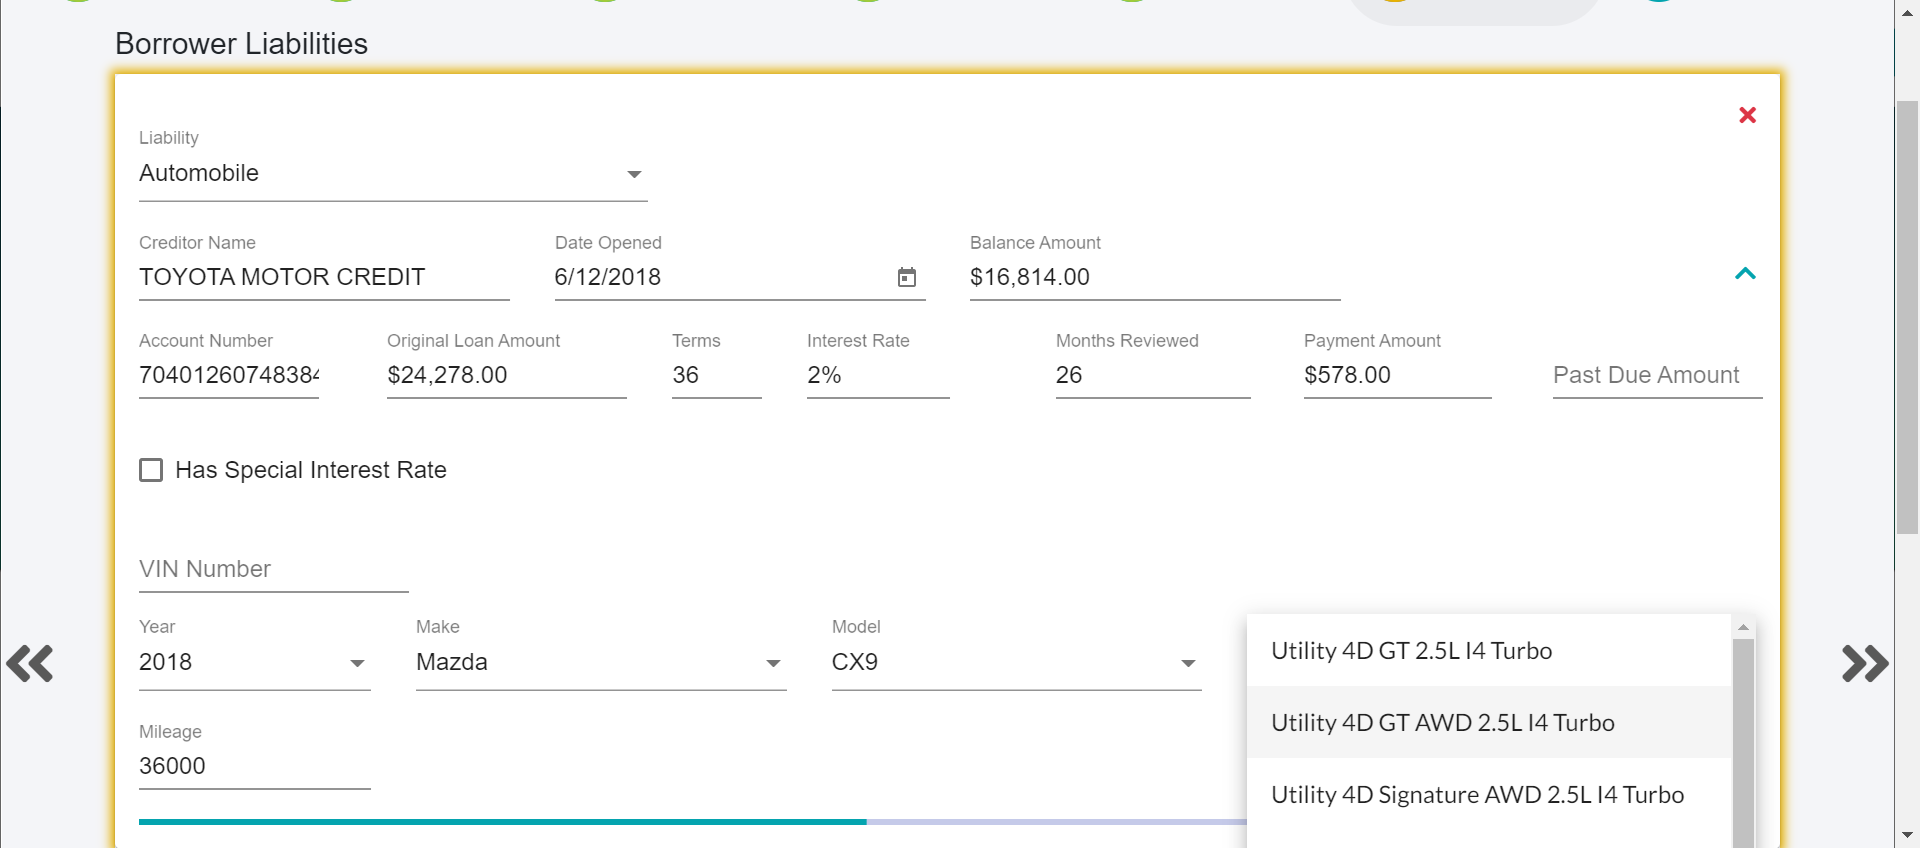 Borrower Liabilities
Liability
Automobile
Creditor Name
Date Opened
Balance Amount
TOYOTA MOTOR CREDIT
6/12/2018
$16,814.00
Account Number
Original Loan Amount
Terms
Interest Rate
Months Reviewed
Payment Amount
70401260748384
$24,278.00
36
2%
26
$578.00
Past Due Amount
Has Special Interest Rate
VIN Number
Year
Make
Model
2018
Mazda
CX9
Utility 4D GT 2.5L I4 Turbo
Utility 4D GT AWD 2.5L I4 Turbo
Utility 4D Signature AWD 2.5L I4 Turbo
Mileage
36000